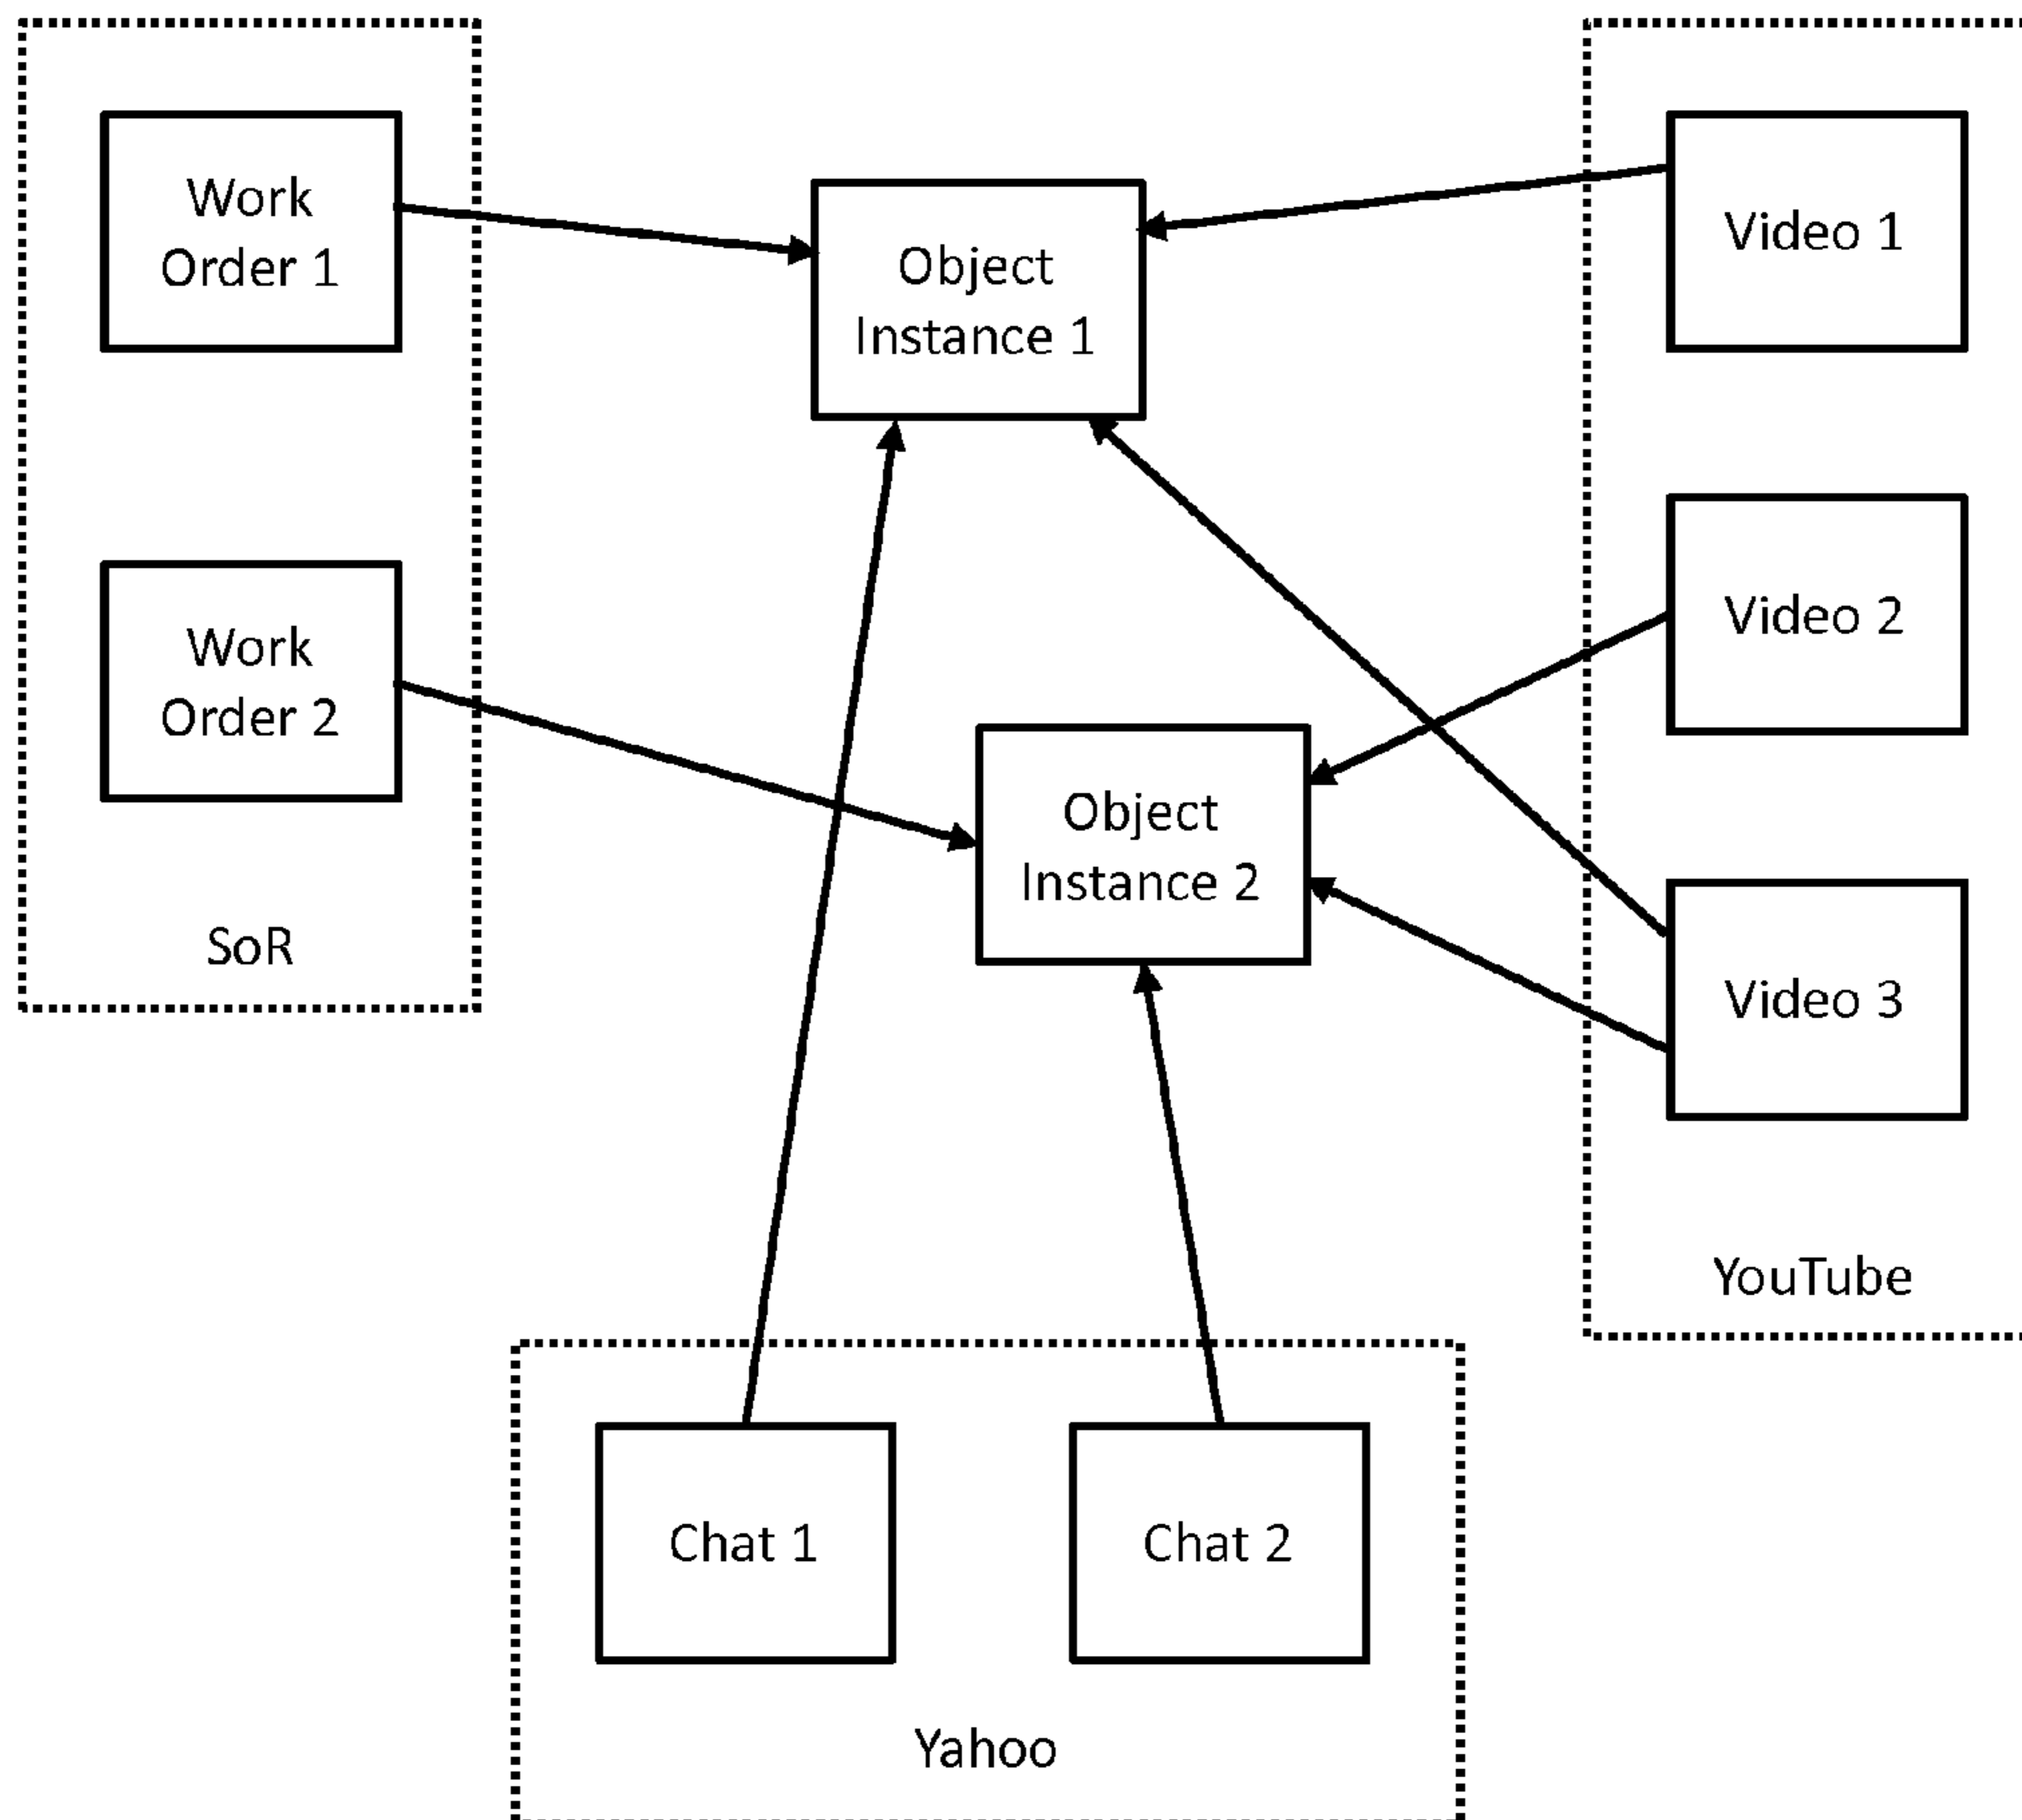 Work
Order 1
Object
Instance 1
Video 1
Work
Order 2
Video 2
Object
Instance 2
SoR
Video 3
YouTube
Chat 1
Chat 2
Yahoo